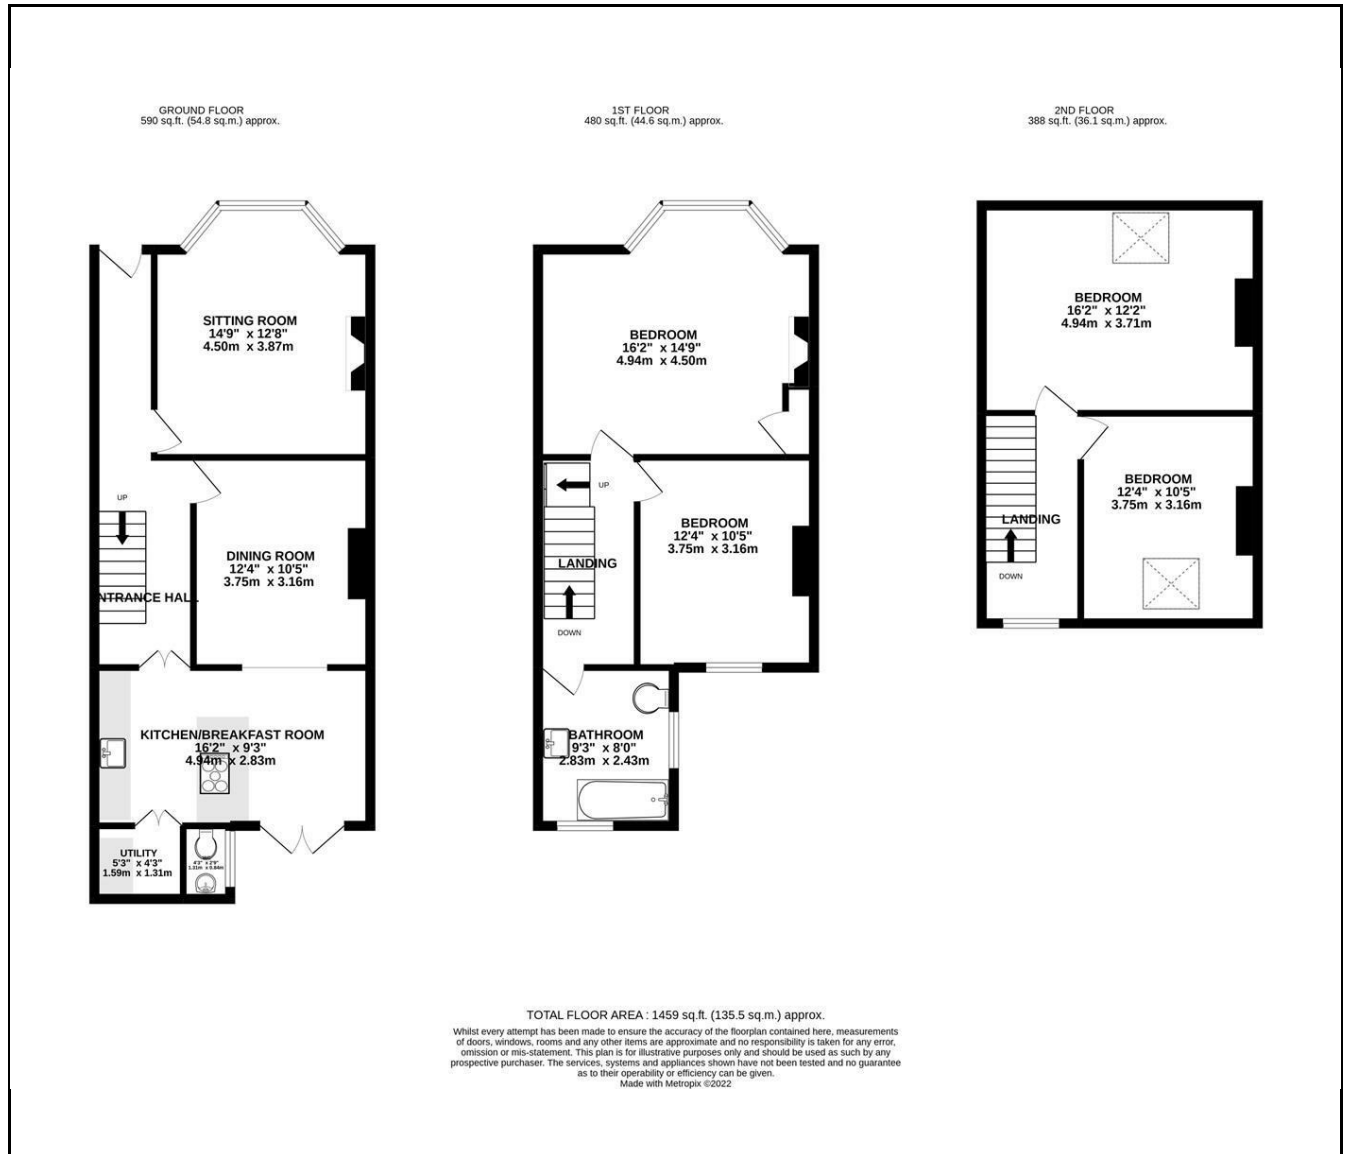 GROUND FLOOR
590 sq.ft. (54.8 sq.m.) approx.
1ST FLOOR
480 sq.ft. (44.6 sq.m.) approx.
2ND FLOOR
388 sq.ft. (36.1 sq.m.) approx.
SITTING ROOM
14'9" x 12'8"
4.50m x 3.87m
UP
DINING ROOM
12'4" x 10'5"
3.75m x 3.16m
NTRANCE HALL
KITCHEN/BREAKFAST ROOM
16'2" x 9'3"
4.94m x 2.83m
UTILITY
5'3" x 4'3"
1.59m x 1.31m
4'3" x 2'9"
1.31m x 0.84m
BEDROOM
16'2" x 14'9"
4.94m x 4.50m
UP
BEDROOM
12'4" x 10'5"
3.75m x 3.16m
LANDING
DOWN
BATHROOM
9'3" x 8'0"
2.83m x 2.43m
BEDROOM
16'2" x 12'2"
4.94m x 3.71m
BEDROOM
12'4" x 10'5"
3.75m x 3.16m
LANDING
DOWN
TOTAL FLOOR AREA : 1459 sq.ft. (135.5 sq.m.) approx.
Whilst every attempt has been made to ensure the accuracy of the floorplan contained here, measurements
of doors, windows, rooms and any other items are approximate and no responsibility is taken for any error,
omission or mis-statement. This plan is for illustrative purposes only and should be used as such by any
prospective purchaser. The services, systems and appliances shown have not been tested and no guarantee
as to their operability or efficiency can be given.
Made with Metropix ©2022